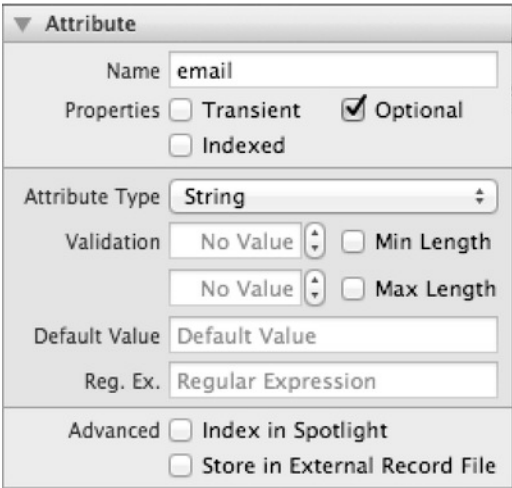 Attribute
Name email
Properties Transient Optional
Indexed
Attribute Type String
Validation No Value Min Length
No Value Max Length
Default Value Default Value
Reg. Ex. Regular Expression
Advanced Index in Spotlight
Store in External Record File